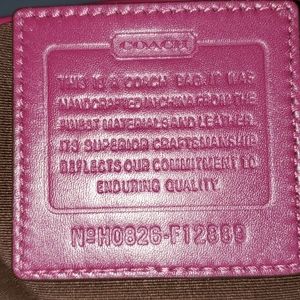 COACH
THIS IS A COACH BAG. IT WAS
HANDCRAFTED IN CHINA FROM THE
FINEST MATERIALS AND LEATHER.
ITS SUPERIOR CRAFTSMANSHIP
REFLECTS OUR COMMITMENT TO
ENDURING QUALITY.
Nº H0826-F12889